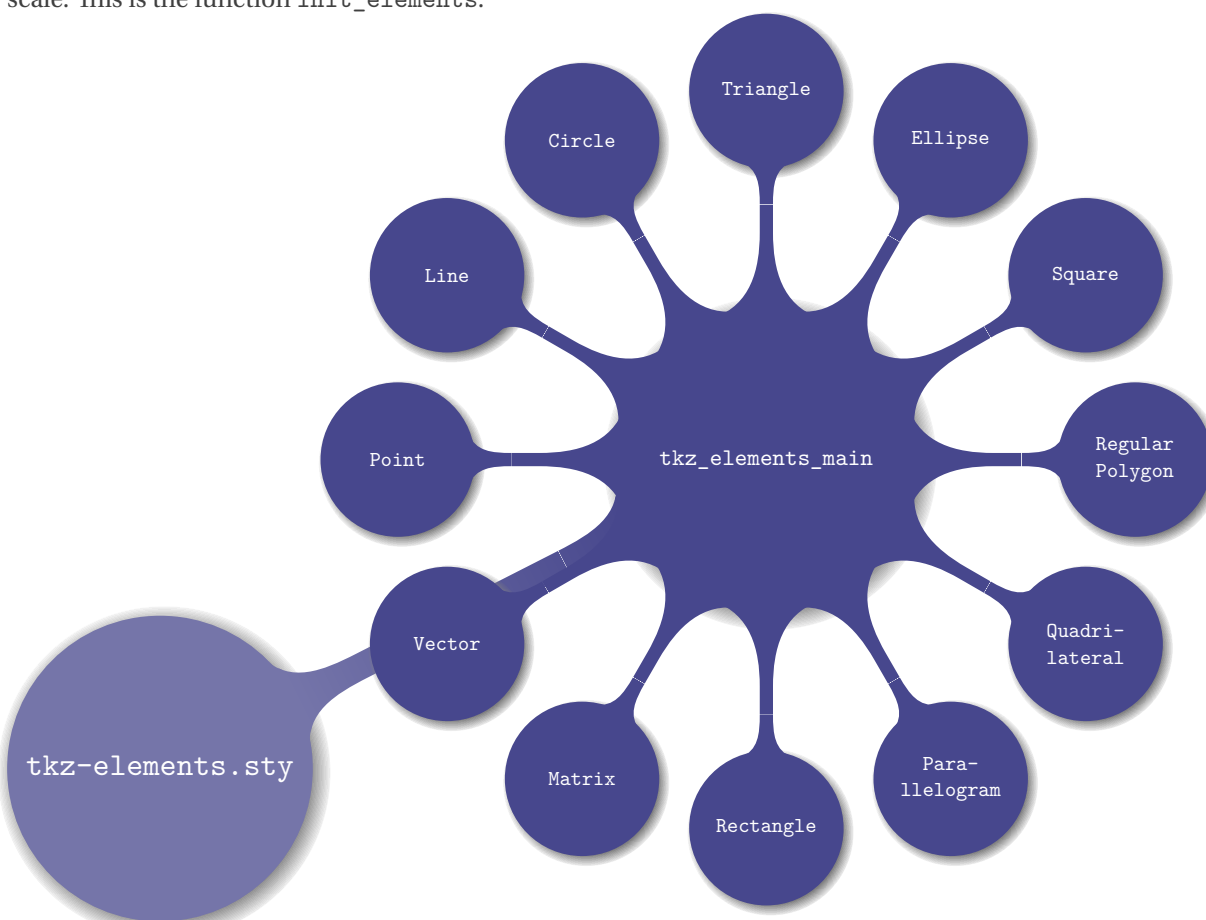 scale. This is the function init_elements.
Triangle
Circle
Ellipse
Line
Square
Point
tkz_elements_main
Regular
Polygon
Vector
Quadri-
lateral
tkz-elements.sty
Matrix
Para-
llelogram
Rectangle